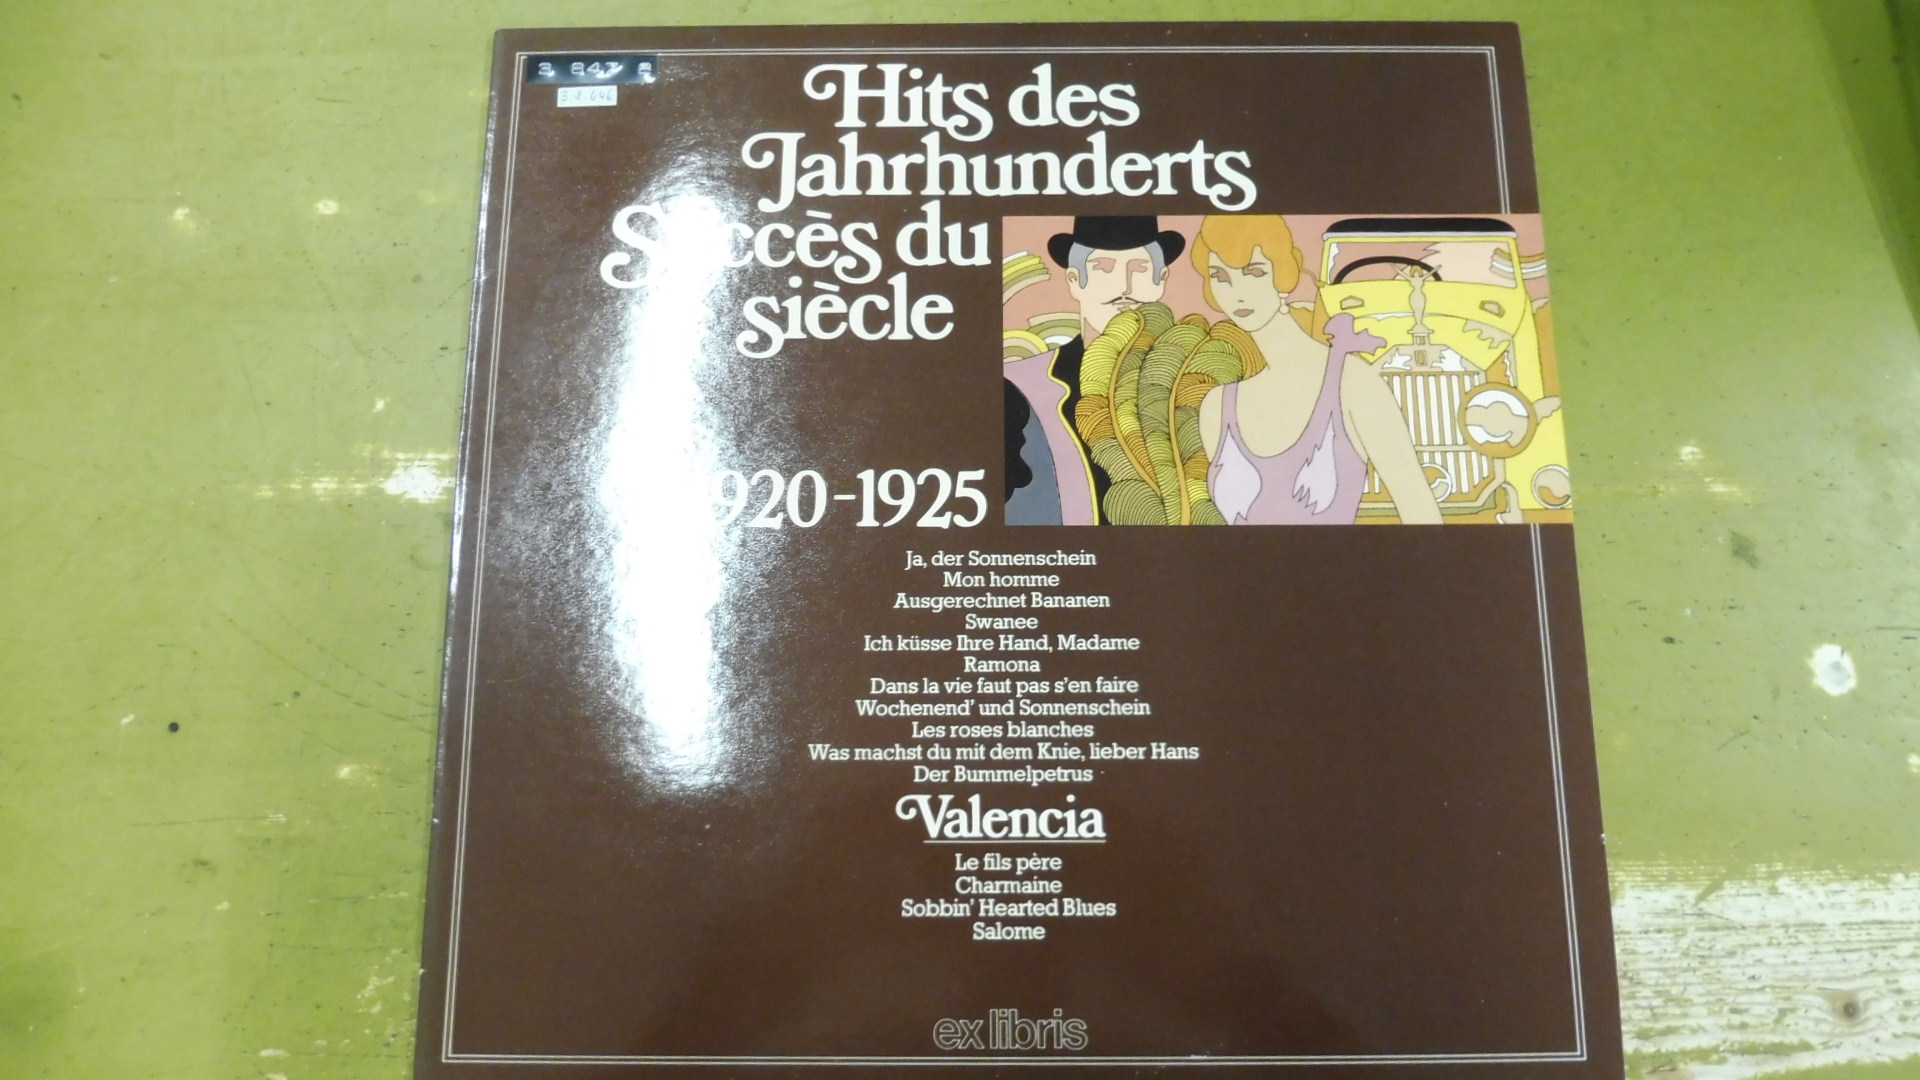 Hits des
Jahrhunderts
Succès du
siècle
1920-1925
Ja, der Sonnenschein
Mon homme
Ausgerechnet Bananen
Swanee
Ich küsse Ihre Hand, Madame
Ramona
Dans la vie faut pas s'en faire
Wochenend' und Sonnenschein
Les roses blanches
Was machst du mit dem Knie, lieber Hans
Der Bummelpetrus
Valencia
Le fils père
Charmaine
Sobbin' Hearted Blues
Salome
ex libris